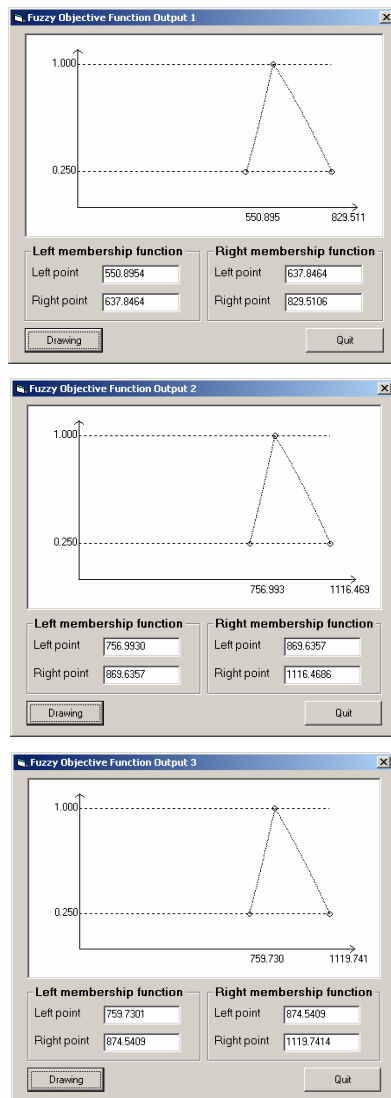 Fuzzy Objective Function Output 1
1.000
0.250
550.895 829.511
Left membership function
Left point 550.8954
Right point 637.8464
Right membership function
Left point 637.8464
Right point 829.5106
Drawing
Quit
Fuzzy Objective Function Output 2
1.000
0.250
756.993 1116.469
Left membership function
Left point 756.9930
Right point 869.6357
Right membership function
Left point 869.6357
Right point 1116.4686
Drawing
Quit
Fuzzy Objective Function Output 3
1.000
0.250
759.730 1119.741
Left membership function
Left point 759.7301
Right point 874.5409
Right membership function
Left point 874.5409
Right point 1119.7414
Drawing
Quit